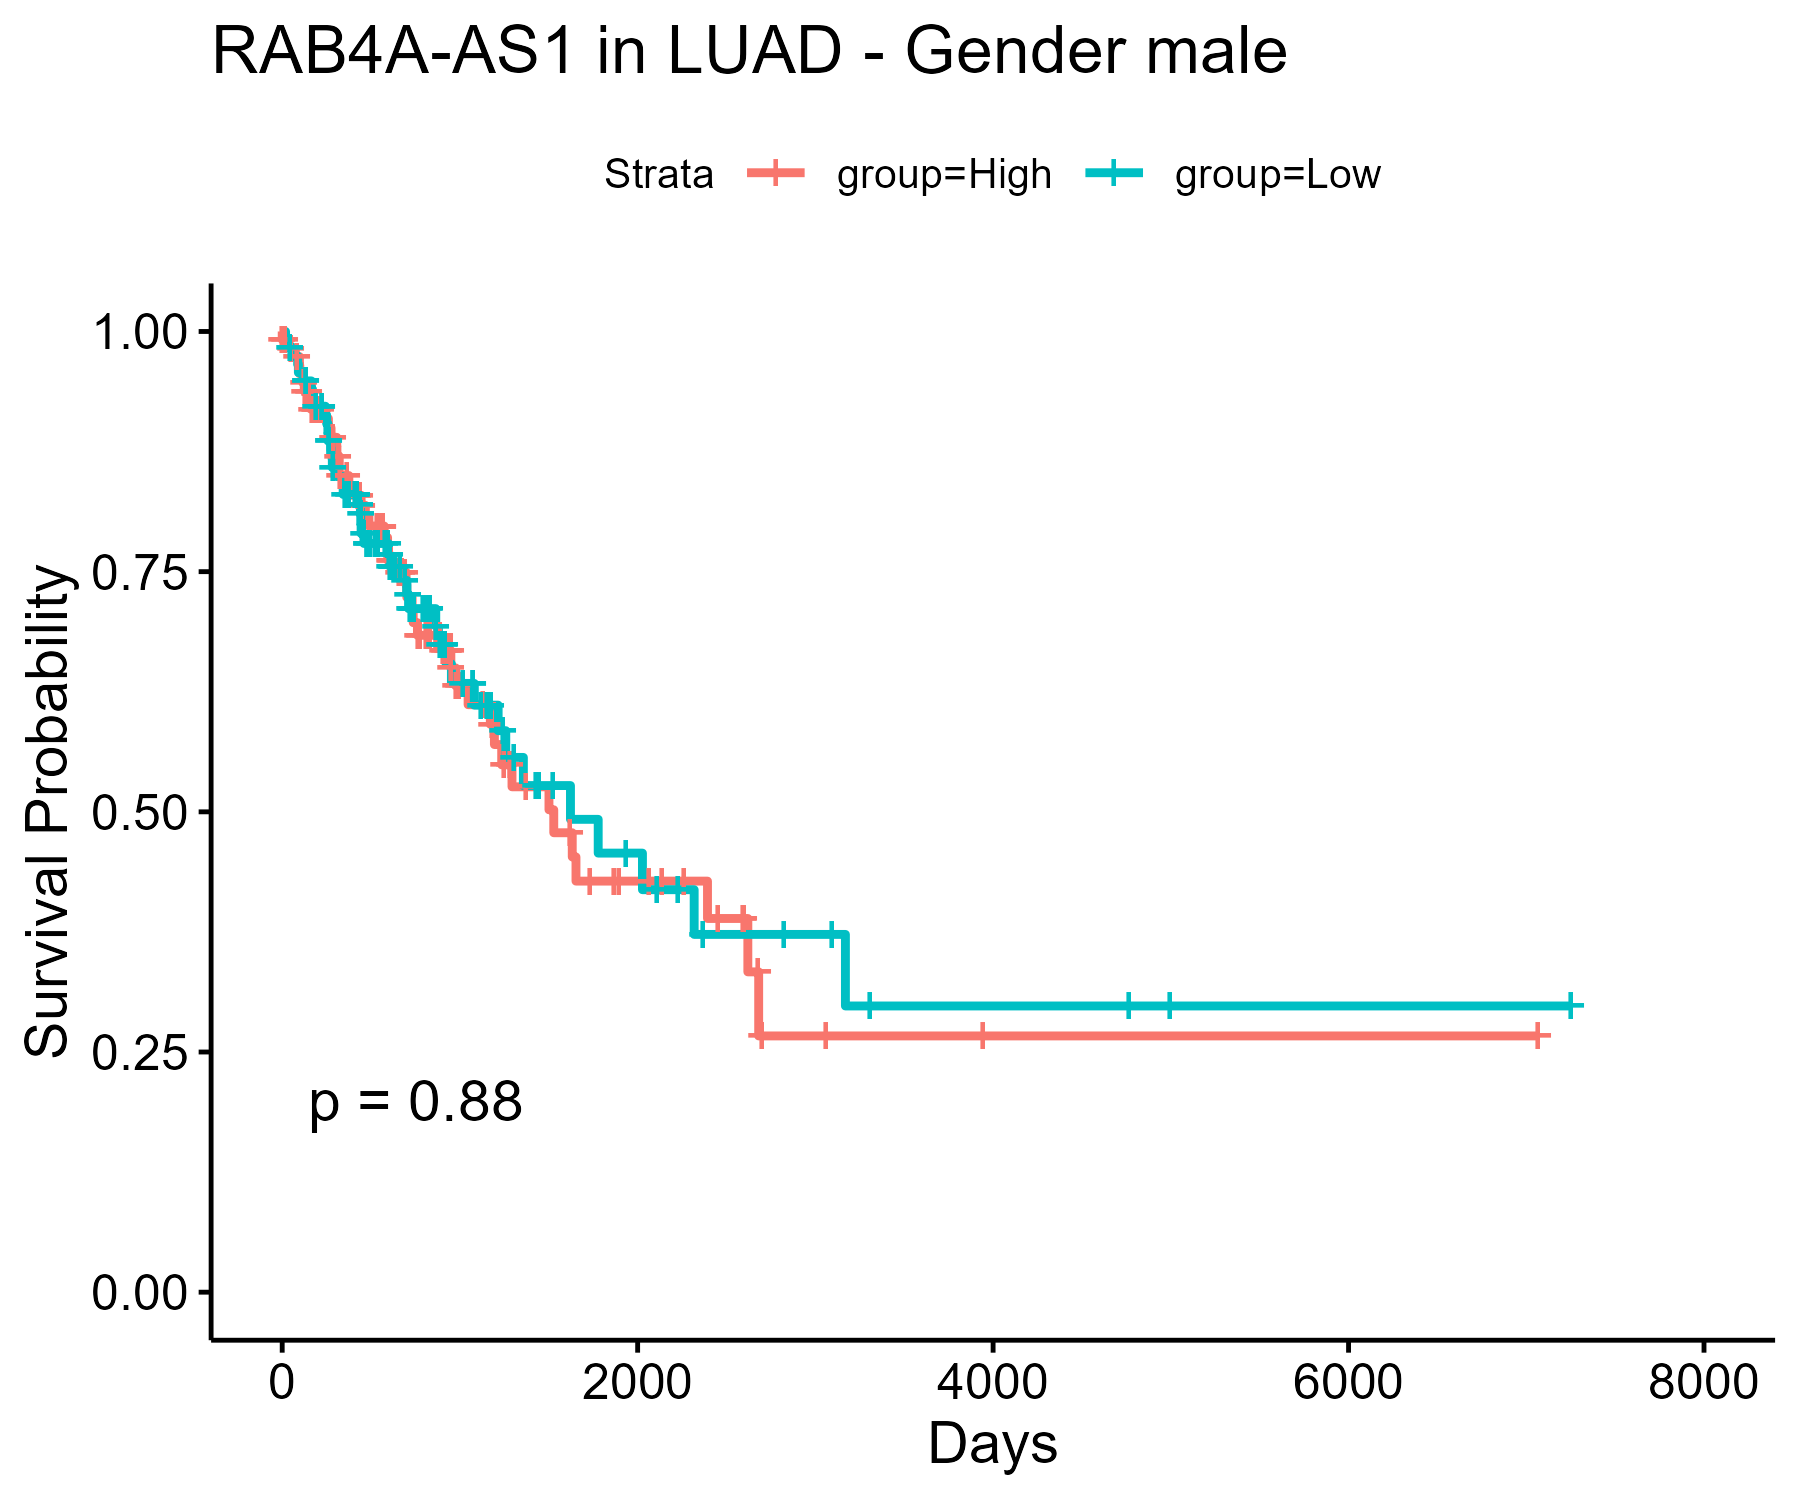 RAB4A-AS1 in LUAD - Gender male
Strata group=High group=Low
Survival Probability
1.00
0.75
0.50
0.25
0.00
p = 0.88
0 2000 4000 6000 8000
Days